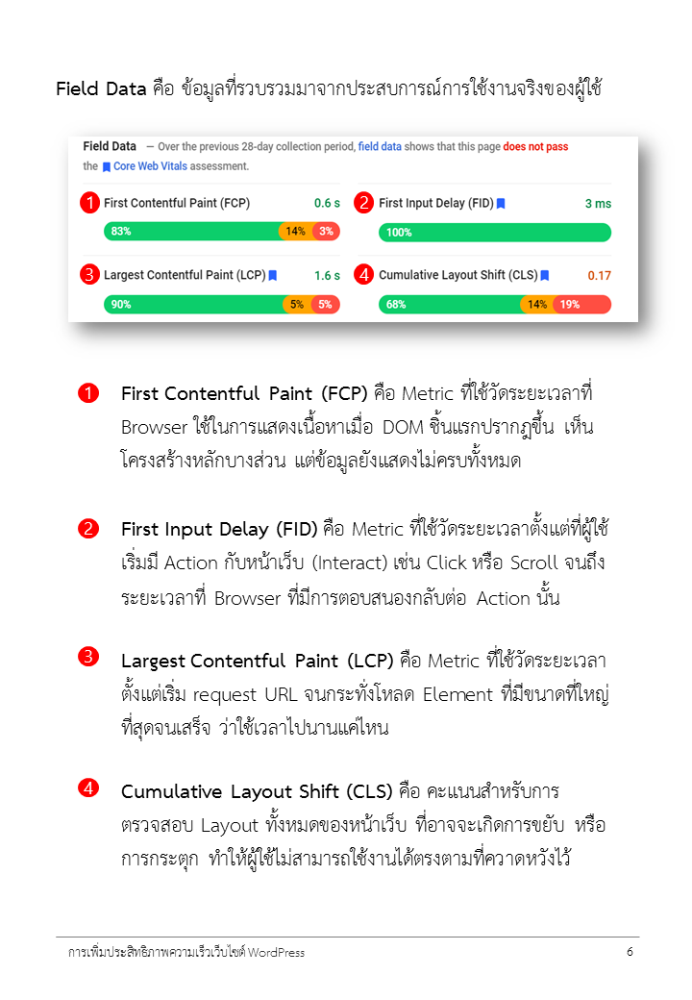 Field Data คือ ข้อมูลที่รวบรวมมาจากประสบการณ์การใช้งานจริงของผู้ใช้
Field Data — Over the previous 28-day collection period, field data shows that this page does not pass
the Core Web Vitals assessment.
1 First Contentful Paint (FCP) 0.6 s
83% 14% 3%
2 First Input Delay (FID) 3 ms
100%
3 Largest Contentful Paint (LCP) 1.6 s
90% 5% 5%
4 Cumulative Layout Shift (CLS) 0.17
68% 14% 19%
1 First Contentful Paint (FCP) คือ Metric ที่ใช้วัดระยะเวลาที่
Browser ใช้ในการแสดงเนื้อหาเมื่อ DOM ชิ้นแรกปรากฎขึ้น เห็น
โครงสร้างหลักบางส่วน แต่ข้อมูลยังแสดงไม่ครบทั้งหมด
2 First Input Delay (FID) คือ Metric ที่ใช้วัดระยะเวลาตั้งแต่ที่ผู้ใช้
เริ่มมี Action กับหน้าเว็บ (Interact) เช่น Click หรือ Scroll จนถึง
ระยะเวลาที่ Browser ที่มีการตอบสนองกลับต่อ Action นั้น
3 Largest Contentful Paint (LCP) คือ Metric ที่ใช้วัดระยะเวลา
ตั้งแต่เริ่ม request URL จนกระทั่งโหลด Element ที่มีขนาดที่ใหญ่
ที่สุดจนเสร็จ ว่าใช้เวลาไปนานแค่ไหน
4 Cumulative Layout Shift (CLS) คือ คะแนนสำหรับการ
ตรวจสอบ Layout ทั้งหมดของหน้าเว็บ ที่อาจจะเกิดการขยับ หรือ
การกระตุก ทำให้ผู้ใช้ไม่สามารถใช้งานได้ตรงตามที่ควาดหวังไว้
การเพิ่มประสิทธิภาพความเร็วเว็บไซต์ WordPress 6